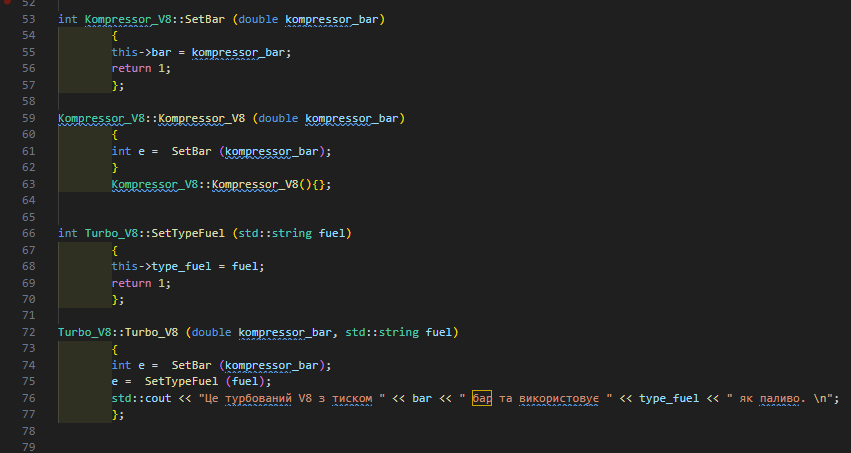 52
53 int Kompressor_V8::SetBar (double kompressor_bar)
54 {
55 this->bar = kompressor_bar;
56 return 1;
57 };
58
59 Kompressor_V8::Kompressor_V8 (double kompressor_bar)
60 {
61 int e =  SetBar (kompressor_bar);
62 }
63 Kompressor_V8::Kompressor_V8(){};
64
65
66 int Turbo_V8::SetTypeFuel (std::string fuel)
67 {
68 this->type_fuel = fuel;
69 return 1;
70 };
71
72 Turbo_V8::Turbo_V8 (double kompressor_bar, std::string fuel)
73 {
74 int e =  SetBar (kompressor_bar);
75 e =  SetTypeFuel (fuel);
76 std::cout << "Це турбований V8 з тиском " << bar << " бар та використовує " << type_fuel << " як паливо. \n";
77 };
78
79